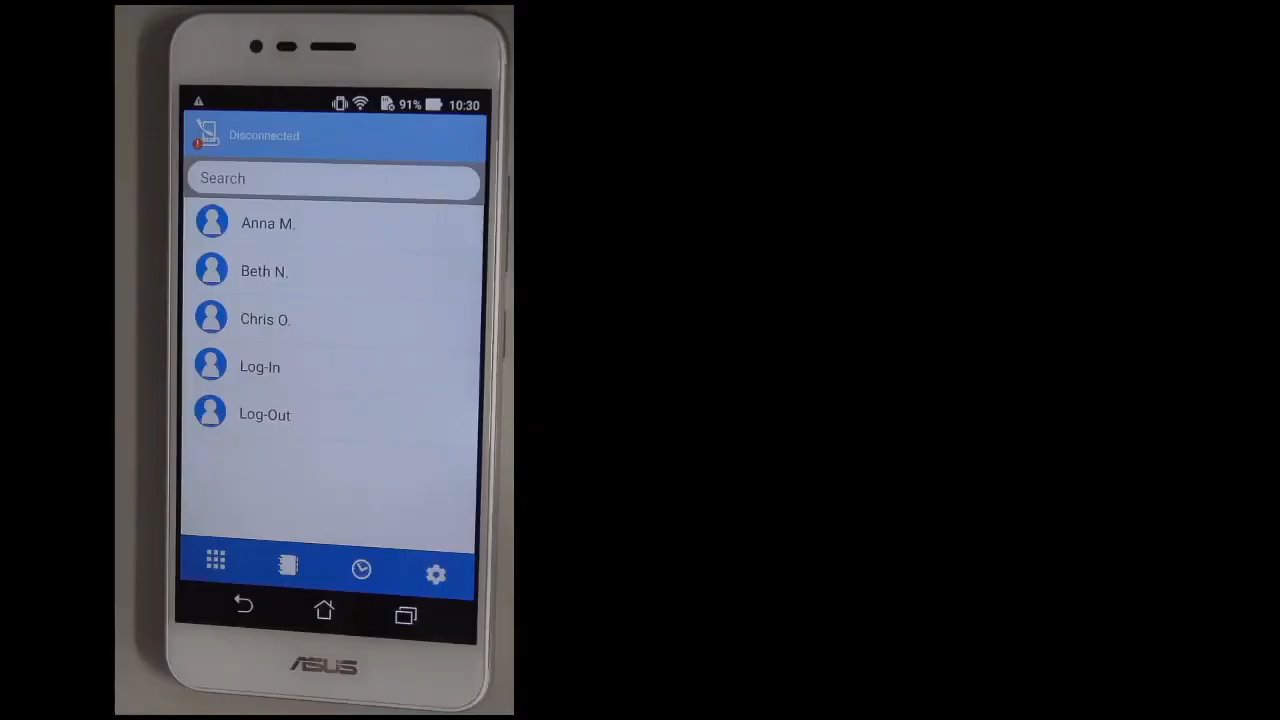 91% 10:30
Disconnected
Search
Anna M.
Beth N.
Chris O.
Log-In
Log-Out
ASUS